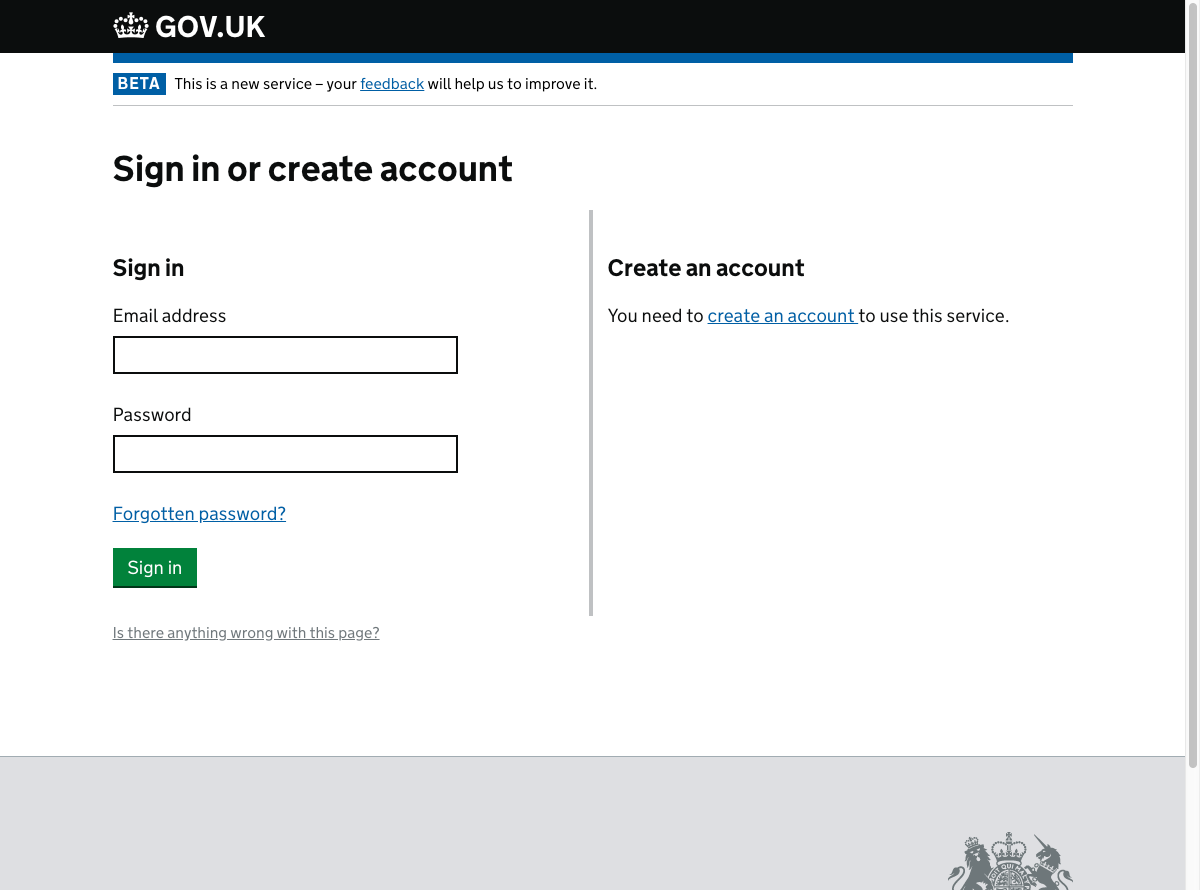 GOV.UK
BETA This is a new service – your feedback will help us to improve it.
Sign in or create account
Sign in
Email address
Password
Forgotten password?
Sign in
Is there anything wrong with this page?
Create an account
You need to create an account to use this service.